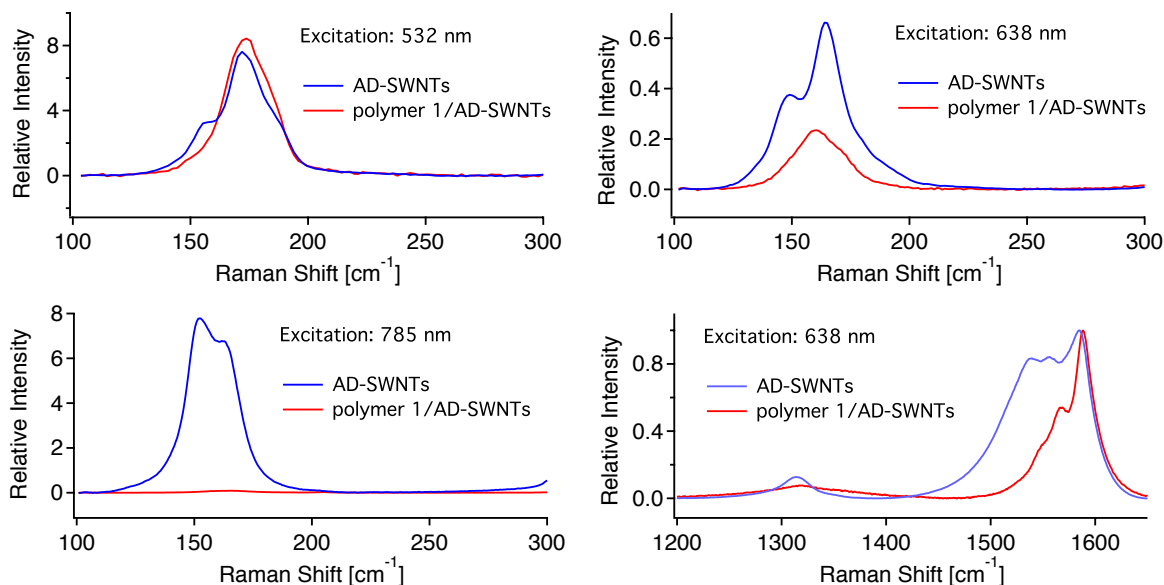 Relative Intensity
8
4
0
Excitation: 532 nm
AD-SWNTs
polymer 1/AD-SWNTs
100 150 200 250 300
Raman Shift [cm⁻¹]
Relative Intensity
0.6
0.4
0.2
0.0
Excitation: 638 nm
AD-SWNTs
polymer 1/AD-SWNTs
100 150 200 250 300
Raman Shift [cm⁻¹]
Relative Intensity
8
6
4
2
0
Excitation: 785 nm
AD-SWNTs
polymer 1/AD-SWNTs
100 150 200 250 300
Raman Shift [cm⁻¹]
Relative Intensity
0.8
0.4
0.0
Excitation: 638 nm
AD-SWNTs
polymer 1/AD-SWNTs
1200 1300 1400 1500 1600
Raman Shift [cm⁻¹]